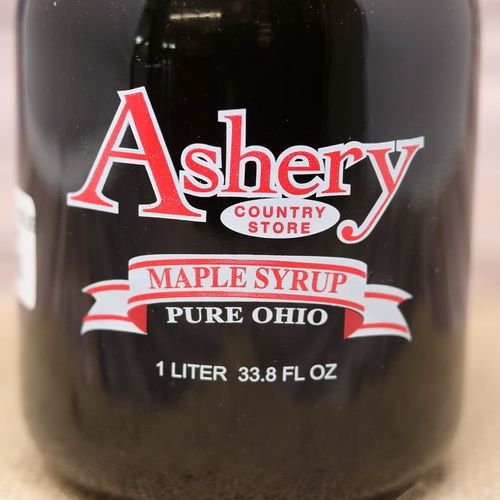 Ashery
COUNTRY
STORE
MAPLE SYRUP
PURE OHIO
1 LITER 33.8 FL OZ